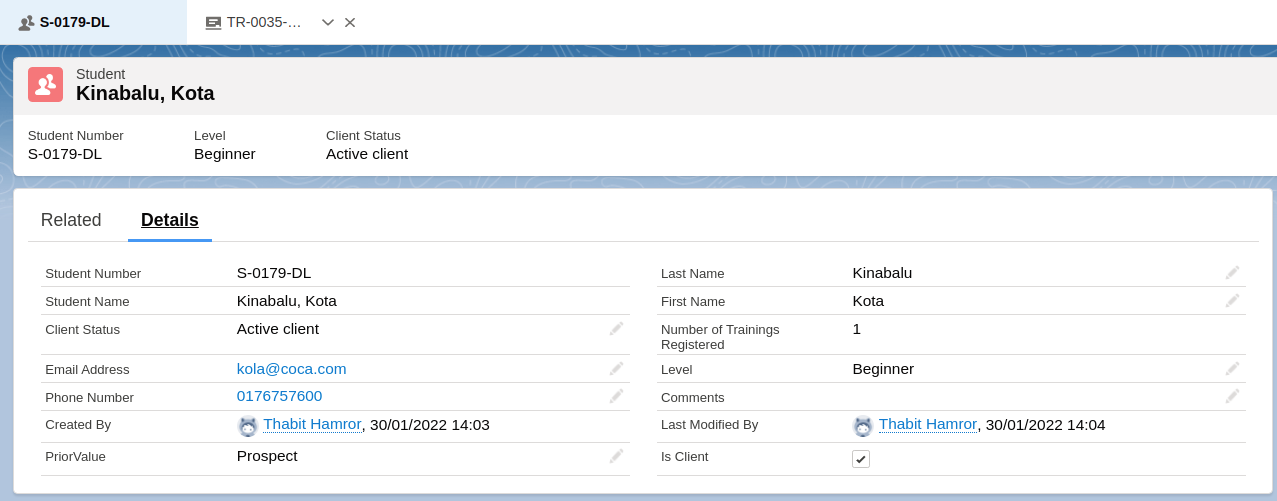 S-0179-DL
TR-0035-...
Student
Kinabalu, Kota
Student Number
Level
Client Status
S-0179-DL
Beginner
Active client
Related
Details
Student Number
S-0179-DL
Last Name
Kinabalu
Student Name
Kinabalu, Kota
First Name
Kota
Client Status
Active client
Number of Trainings
Registered
1
Email Address
kola@coca.com
Level
Beginner
Phone Number
0176757600
Comments
Created By
Thabit Hamror, 30/01/2022 14:03
Last Modified By
Thabit Hamror, 30/01/2022 14:04
PriorValue
Prospect
Is Client